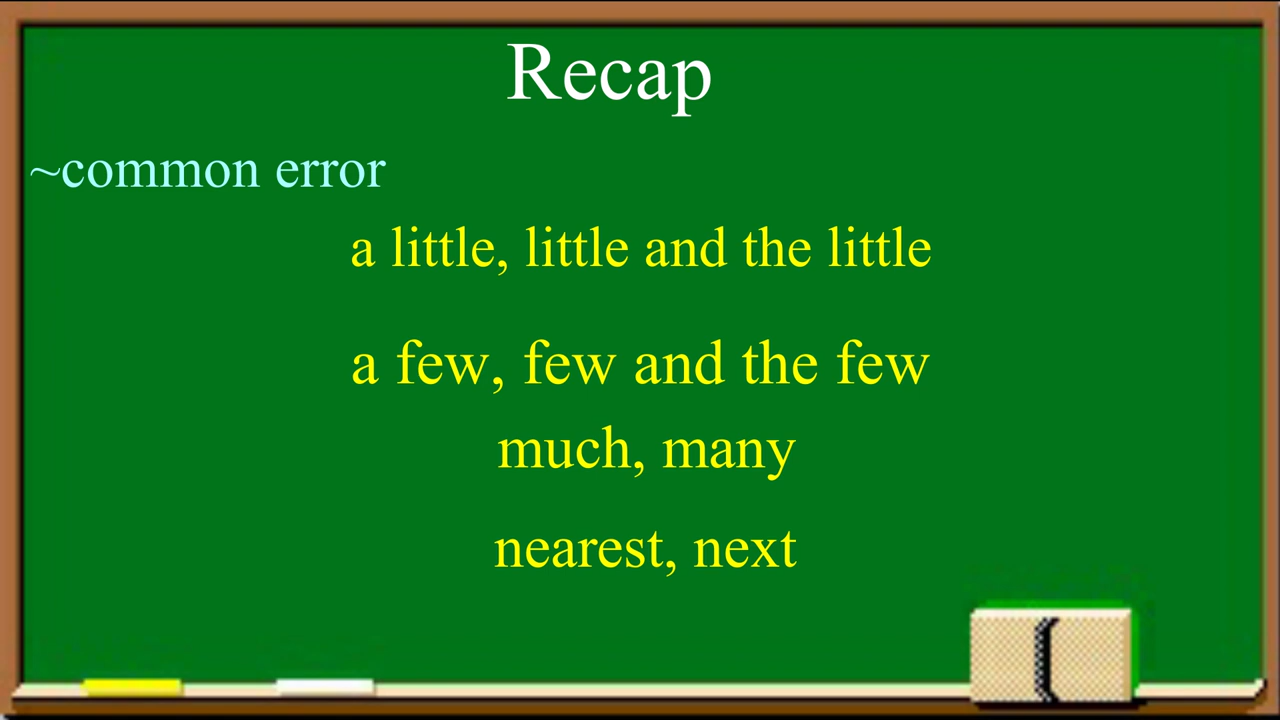 Recap
~common error
a little, little and the little
a few, few and the few
much, many
nearest, next